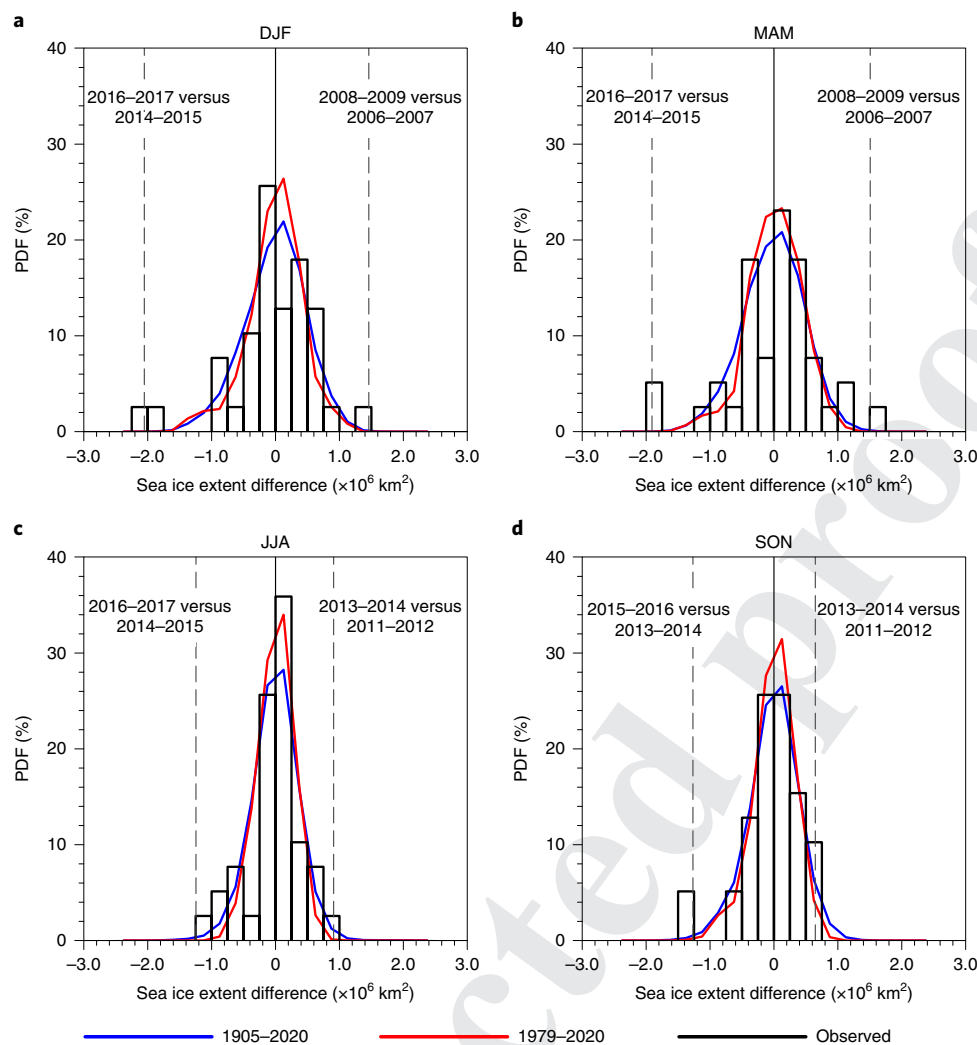 a
DJF
40
30
20
10
0
PDF (%)
2016–2017 versus
2014–2015
2008–2009 versus
2006–2007
−3.0 −2.0 −1.0 0 1.0 2.0 3.0
Sea ice extent difference (×10⁶ km²)
b
MAM
40
30
20
10
0
PDF (%)
2016–2017 versus
2014–2015
2008–2009 versus
2006–2007
−3.0 −2.0 −1.0 0 1.0 2.0 3.0
Sea ice extent difference (×10⁶ km²)
c
JJA
40
30
20
10
0
PDF (%)
2016–2017 versus
2014–2015
2013–2014 versus
2011–2012
−3.0 −2.0 −1.0 0 1.0 2.0 3.0
Sea ice extent difference (×10⁶ km²)
d
SON
40
30
20
10
0
PDF (%)
2015–2016 versus
2013–2014
2013–2014 versus
2011–2012
−3.0 −2.0 −1.0 0 1.0 2.0 3.0
Sea ice extent difference (×10⁶ km²)
1905–2020 1979–2020 Observed
cted proof